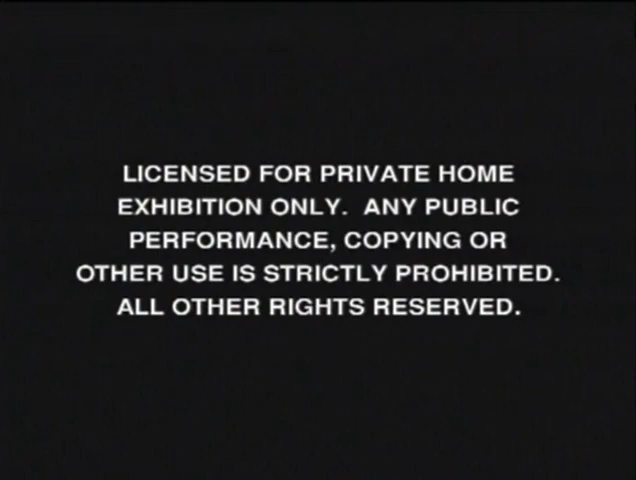 LICENSED FOR PRIVATE HOME
EXHIBITION ONLY.  ANY PUBLIC
PERFORMANCE, COPYING OR
OTHER USE IS STRICTLY PROHIBITED.
ALL OTHER RIGHTS RESERVED.